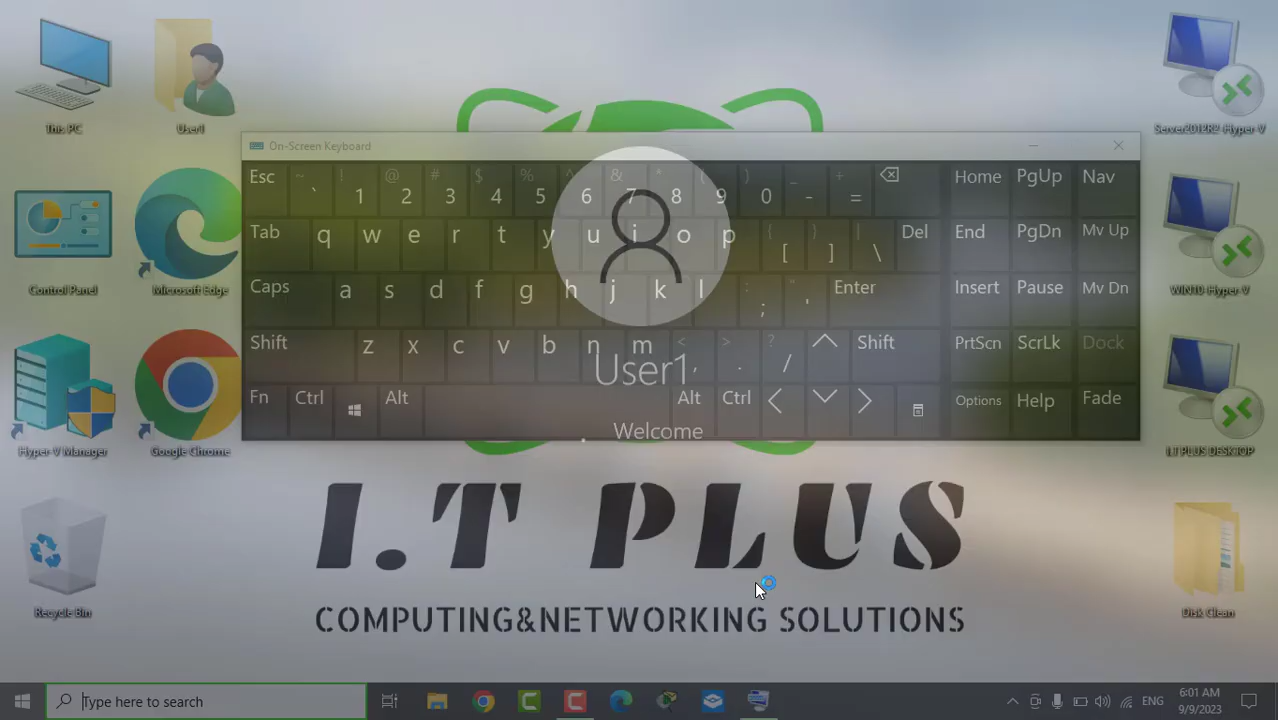 This PC
User1
Server2012R2-Hyper-V
Control Panel
Microsoft Edge
WIN10-Hyper-V
Hyper-V Manager
Google Chrome
I.T PLUS DESKTOP
Recycle Bin
Disk Clean
On-Screen Keyboard
Esc ~ ` ! 1 @ 2 # 3 $ 4 % 5 ^ 6 & 7 * 8 ( 9 ) 0 _ - + = Home PgUp Nav
Tab q w e r t y u i o p { [ } ] | \ Del End PgDn Mv Up
Caps a s d f g h j k l : ; " ' Enter Insert Pause Mv Dn
Shift z x c v b n m < , > . ? / Shift PrtScn ScrLk Dock
Fn Ctrl Alt Alt Ctrl Options Help Fade
User1
Welcome
I.T PLUS
COMPUTING&NETWORKING SOLUTIONS
Type here to search
ENG
6:01 AM
9/9/2023